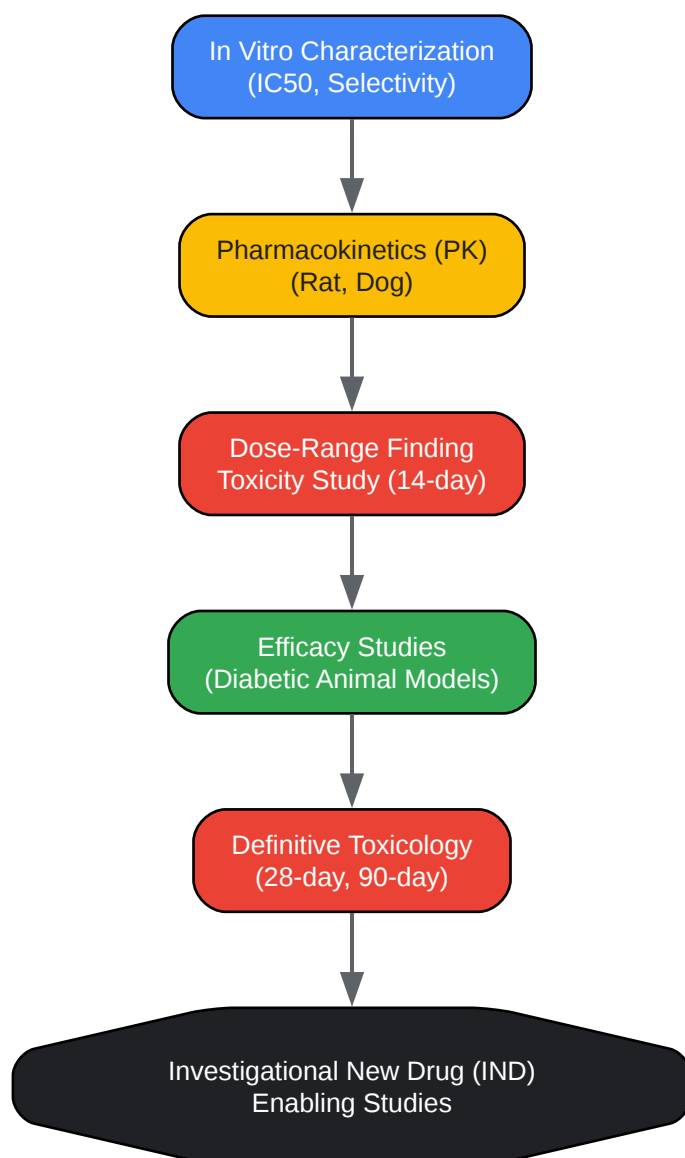 In Vitro Characterization
(IC50, Selectivity)
Pharmacokinetics (PK)
(Rat, Dog)
Dose-Range Finding
Toxicity Study (14-day)
Efficacy Studies
(Diabetic Animal Models)
Definitive Toxicology
(28-day, 90-day)
Investigational New Drug (IND)
Enabling Studies